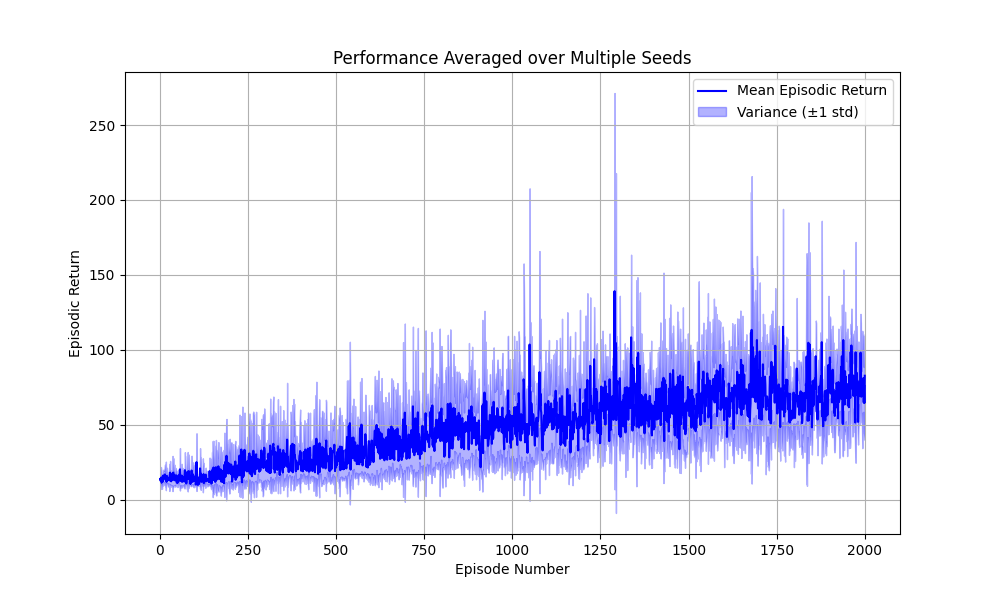 Performance Averaged over Multiple Seeds
Mean Episodic Return
Variance (±1 std)
Episodic Return
250
200
150
100
50
0
0 250 500 750 1000 1250 1500 1750 2000
Episode Number